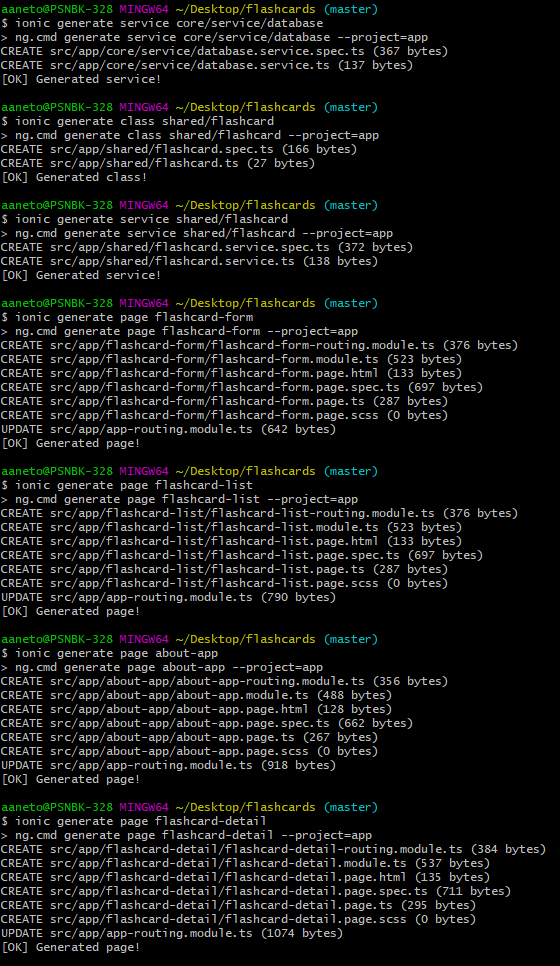 aaneto@PSNBK-328 MINGW64 ~/Desktop/flashcards (master)
$ ionic generate service core/service/database
> ng.cmd generate service core/service/database --project=app
CREATE src/app/core/service/database.service.spec.ts (367 bytes)
CREATE src/app/core/service/database.service.ts (137 bytes)
[OK] Generated service!

aaneto@PSNBK-328 MINGW64 ~/Desktop/flashcards (master)
$ ionic generate class shared/flashcard
> ng.cmd generate class shared/flashcard --project=app
CREATE src/app/shared/flashcard.spec.ts (166 bytes)
CREATE src/app/shared/flashcard.ts (27 bytes)
[OK] Generated class!

aaneto@PSNBK-328 MINGW64 ~/Desktop/flashcards (master)
$ ionic generate service shared/flashcard
> ng.cmd generate service shared/flashcard --project=app
CREATE src/app/shared/flashcard.service.spec.ts (372 bytes)
CREATE src/app/shared/flashcard.service.ts (138 bytes)
[OK] Generated service!

aaneto@PSNBK-328 MINGW64 ~/Desktop/flashcards (master)
$ ionic generate page flashcard-form
> ng.cmd generate page flashcard-form --project=app
CREATE src/app/flashcard-form/flashcard-form-routing.module.ts (376 bytes)
CREATE src/app/flashcard-form/flashcard-form.module.ts (523 bytes)
CREATE src/app/flashcard-form/flashcard-form.page.html (133 bytes)
CREATE src/app/flashcard-form/flashcard-form.page.spec.ts (697 bytes)
CREATE src/app/flashcard-form/flashcard-form.page.ts (287 bytes)
CREATE src/app/flashcard-form/flashcard-form.page.scss (0 bytes)
UPDATE src/app/app-routing.module.ts (642 bytes)
[OK] Generated page!

aaneto@PSNBK-328 MINGW64 ~/Desktop/flashcards (master)
$ ionic generate page flashcard-list
> ng.cmd generate page flashcard-list --project=app
CREATE src/app/flashcard-list/flashcard-list-routing.module.ts (376 bytes)
CREATE src/app/flashcard-list/flashcard-list.module.ts (523 bytes)
CREATE src/app/flashcard-list/flashcard-list.page.html (133 bytes)
CREATE src/app/flashcard-list/flashcard-list.page.spec.ts (697 bytes)
CREATE src/app/flashcard-list/flashcard-list.page.ts (287 bytes)
CREATE src/app/flashcard-list/flashcard-list.page.scss (0 bytes)
UPDATE src/app/app-routing.module.ts (790 bytes)
[OK] Generated page!

aaneto@PSNBK-328 MINGW64 ~/Desktop/flashcards (master)
$ ionic generate page about-app
> ng.cmd generate page about-app --project=app
CREATE src/app/about-app/about-app-routing.module.ts (356 bytes)
CREATE src/app/about-app/about-app.module.ts (488 bytes)
CREATE src/app/about-app/about-app.page.html (128 bytes)
CREATE src/app/about-app/about-app.page.spec.ts (662 bytes)
CREATE src/app/about-app/about-app.page.ts (267 bytes)
CREATE src/app/about-app/about-app.page.scss (0 bytes)
UPDATE src/app/app-routing.module.ts (918 bytes)
[OK] Generated page!

aaneto@PSNBK-328 MINGW64 ~/Desktop/flashcards (master)
$ ionic generate page flashcard-detail
> ng.cmd generate page flashcard-detail --project=app
CREATE src/app/flashcard-detail/flashcard-detail-routing.module.ts (384 bytes)
CREATE src/app/flashcard-detail/flashcard-detail.module.ts (537 bytes)
CREATE src/app/flashcard-detail/flashcard-detail.page.html (135 bytes)
CREATE src/app/flashcard-detail/flashcard-detail.page.spec.ts (711 bytes)
CREATE src/app/flashcard-detail/flashcard-detail.page.ts (295 bytes)
CREATE src/app/flashcard-detail/flashcard-detail.page.scss (0 bytes)
UPDATE src/app/app-routing.module.ts (1074 bytes)
[OK] Generated page!